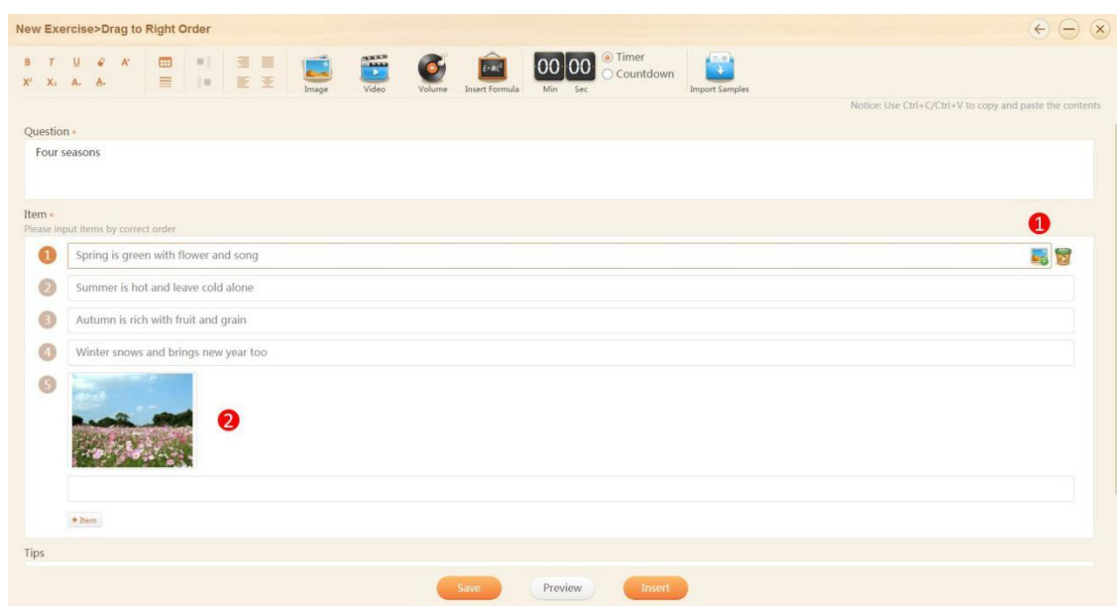 New Exercise>Drag to Right Order
B T U A+
X² X₂ A. A.
Image Video Volume Insert Formula Min Sec Import Samples
00 00
Timer
Countdown
Notice: Use Ctrl+C/Ctrl+V to copy and paste the contents
Question *
Four seasons
Item *
Please input items by correct order
1
1 Spring is green with flower and song
2 Summer is hot and leave cold alone
3 Autumn is rich with fruit and grain
4 Winter snows and brings new year too
5
2
+ Item
Tips
Save Preview Insert